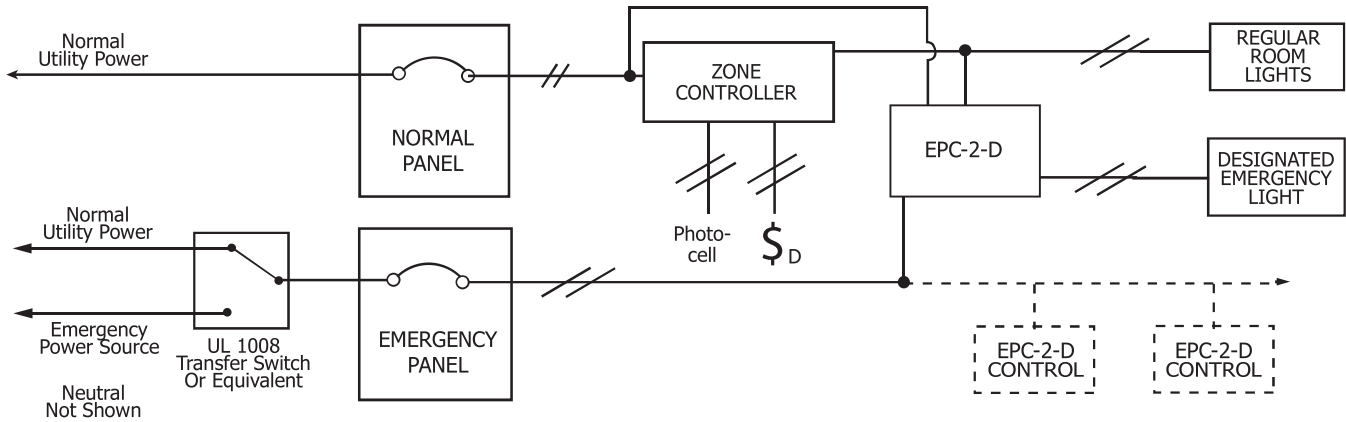 Normal
Utility Power
NORMAL
PANEL
ZONE
CONTROLLER
REGULAR
ROOM
LIGHTS
EPC-2-D
DESIGNATED
EMERGENCY
LIGHT
Photo-
cell
$ D
Normal
Utility Power
Emergency
Power Source
UL 1008
Transfer Switch
Or Equivalent
EMERGENCY
PANEL
EPC-2-D
CONTROL
EPC-2-D
CONTROL
Neutral
Not Shown